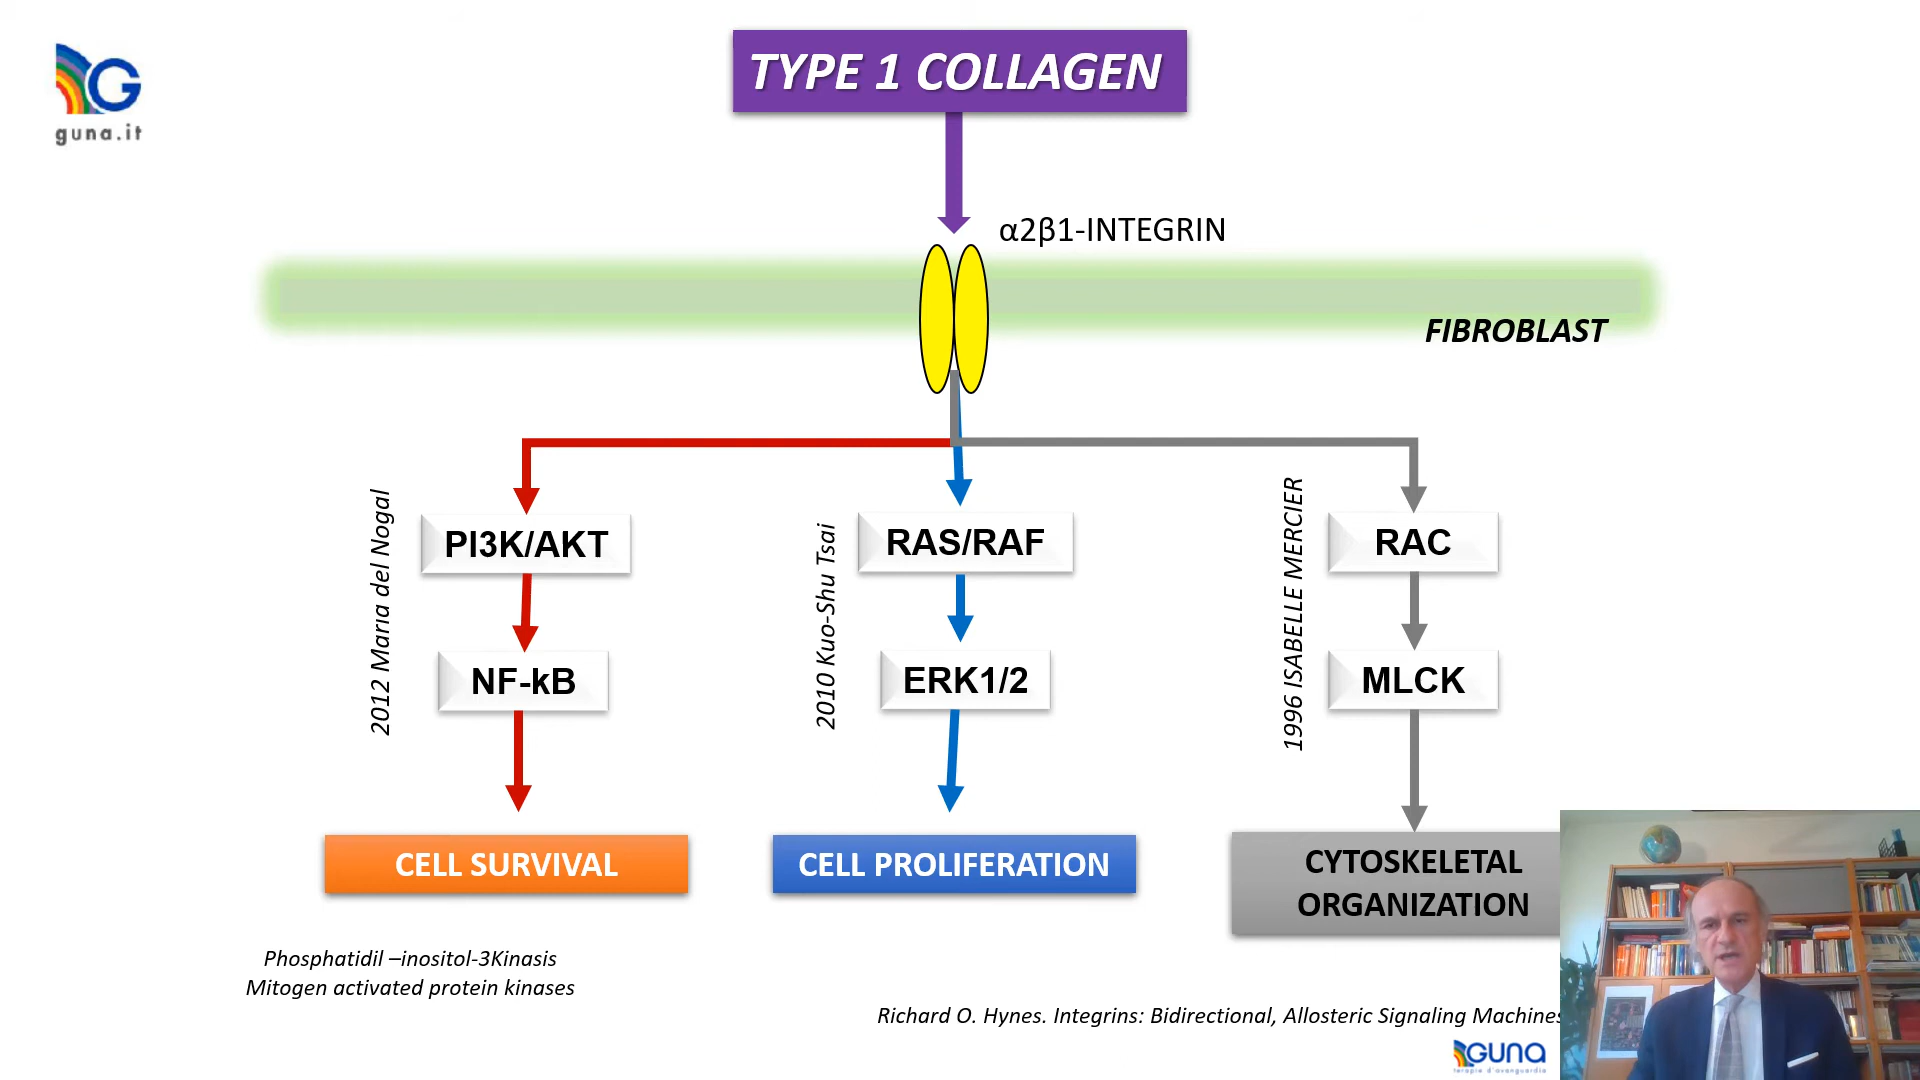 G
guna.it
TYPE 1 COLLAGEN
α2β1-INTEGRIN
FIBROBLAST
2012 Maria del Nogal
PI3K/AKT
NF-kB
CELL SURVIVAL
2010 Kuo-Shu Tsai
RAS/RAF
ERK1/2
CELL PROLIFERATION
1996 ISABELLE MERCIER
RAC
MLCK
CYTOSKELETAL
ORGANIZATION
Phosphatidil –inositol-3Kinasis
Mitogen activated protein kinases
Richard O. Hynes. Integrins: Bidirectional, Allosteric Signaling Machines
GUNA
terapie d'avanguardia